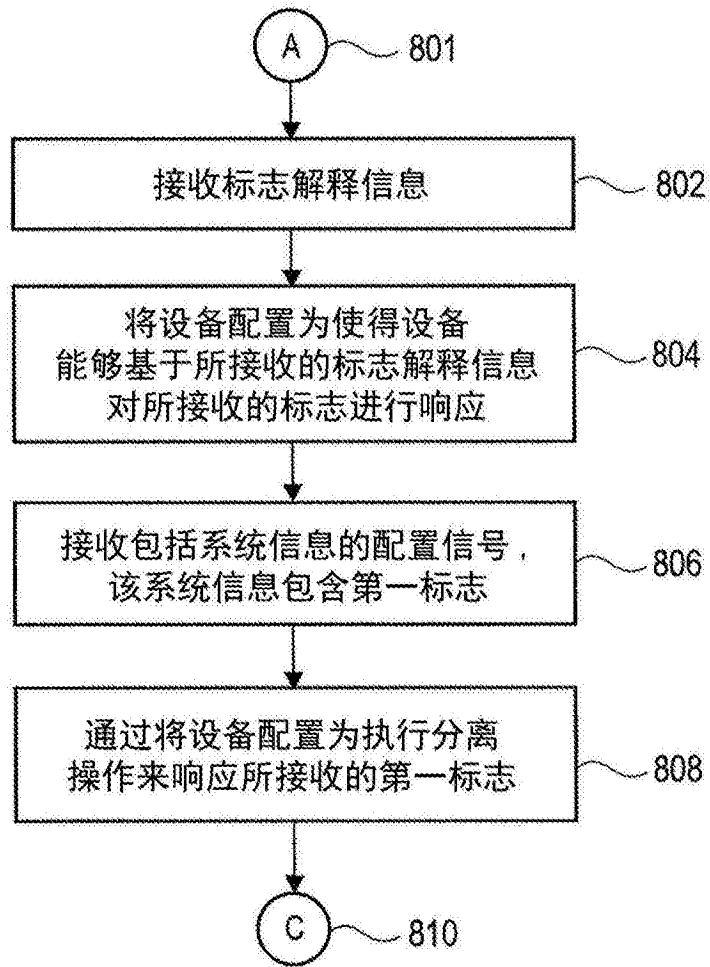 A
801
接收标志解释信息
802
将设备配置为使得设备
能够基于所接收的标志解释信息
对所接收的标志进行响应
804
接收包括系统信息的配置信号，
该系统信息包含第一标志
806
通过将设备配置为执行分离
操作来响应所接收的第一标志
808
C
810